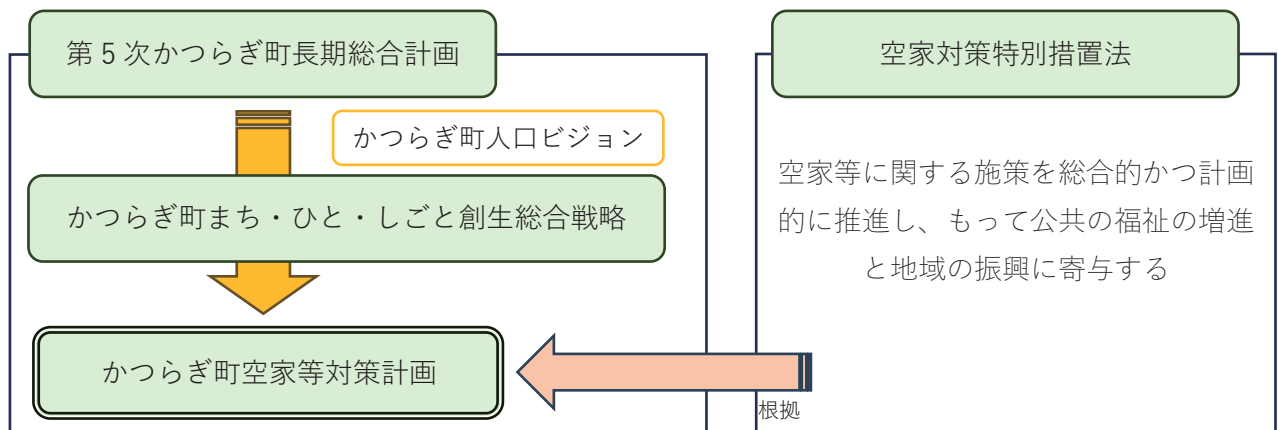 第５次かつらぎ町長期総合計画
かつらぎ町人口ビジョン
かつらぎ町まち・ひと・しごと創生総合戦略
かつらぎ町空家等対策計画
空家対策特別措置法
空家等に関する施策を総合的かつ計画
的に推進し、もって公共の福祉の増進
と地域の振興に寄与する
根拠